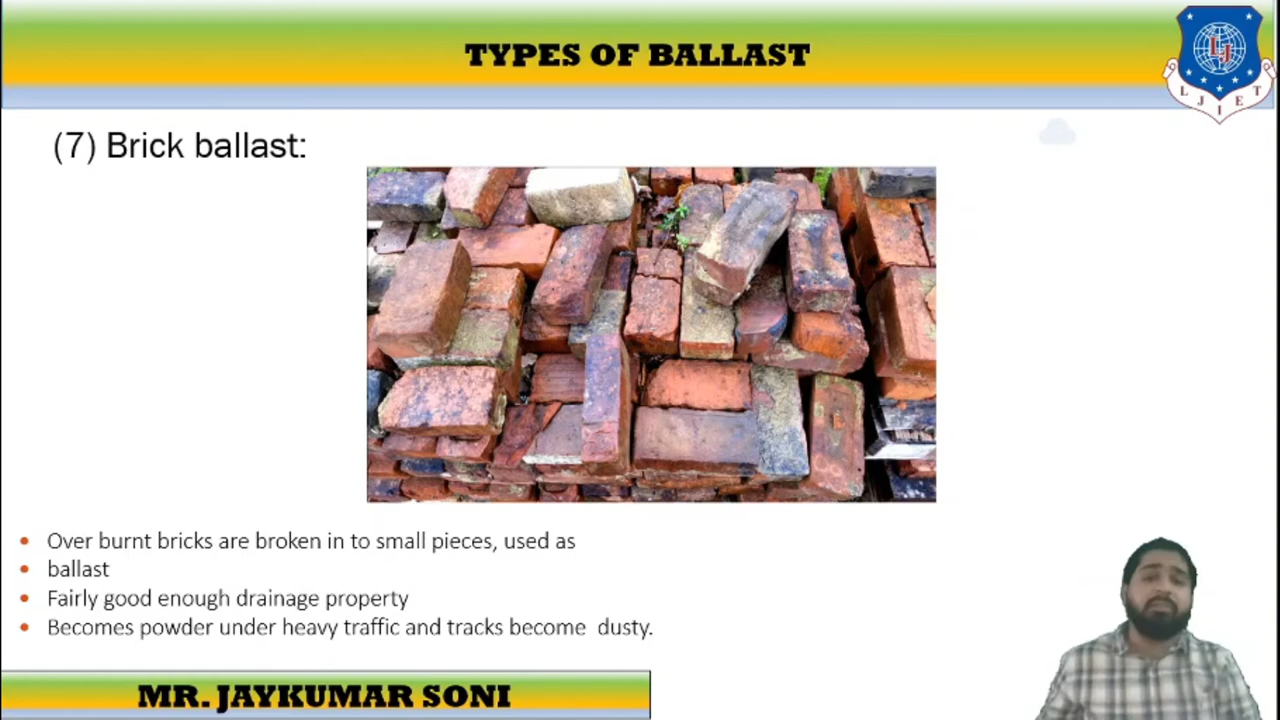 TYPES OF BALLAST
LJ
L J I E T
(7) Brick ballast:
Over burnt bricks are broken in to small pieces, used as
ballast
Fairly good enough drainage property
Becomes powder under heavy traffic and tracks become dusty.
MR. JAYKUMAR SONI